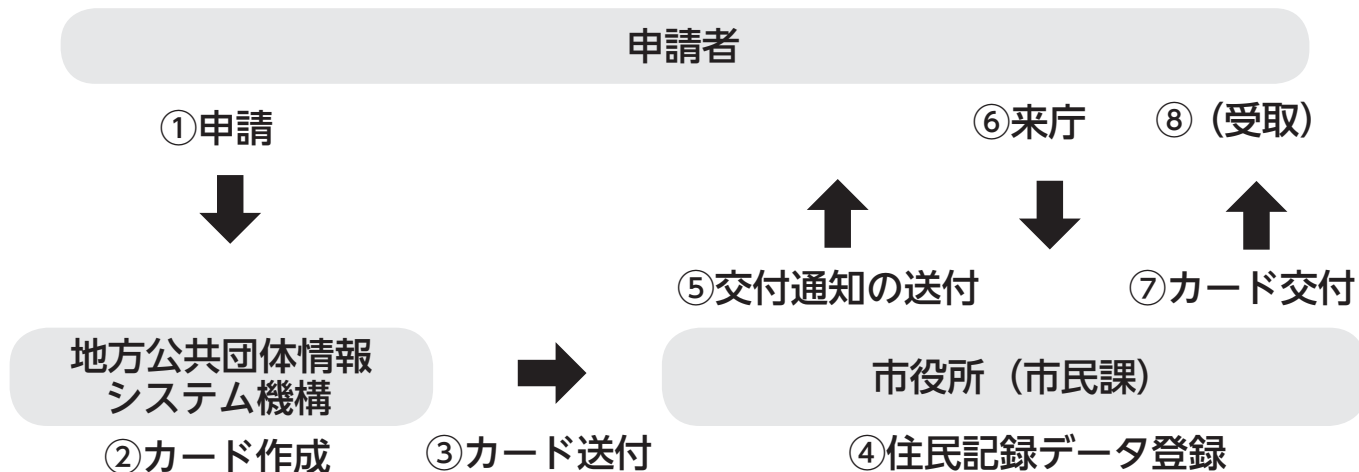 申請者
①申請
⑥来庁
⑧（受取）
⑤交付通知の送付
⑦カード交付
地方公共団体情報
システム機構
市役所（市民課）
②カード作成
③カード送付
④住民記録データ登録